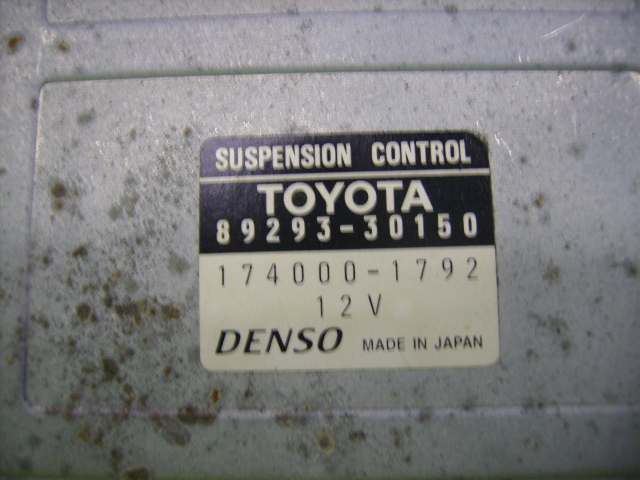 SUSPENSION CONTROL
TOYOTA
89293-30150
174000-1792
12V
DENSO MADE IN JAPAN